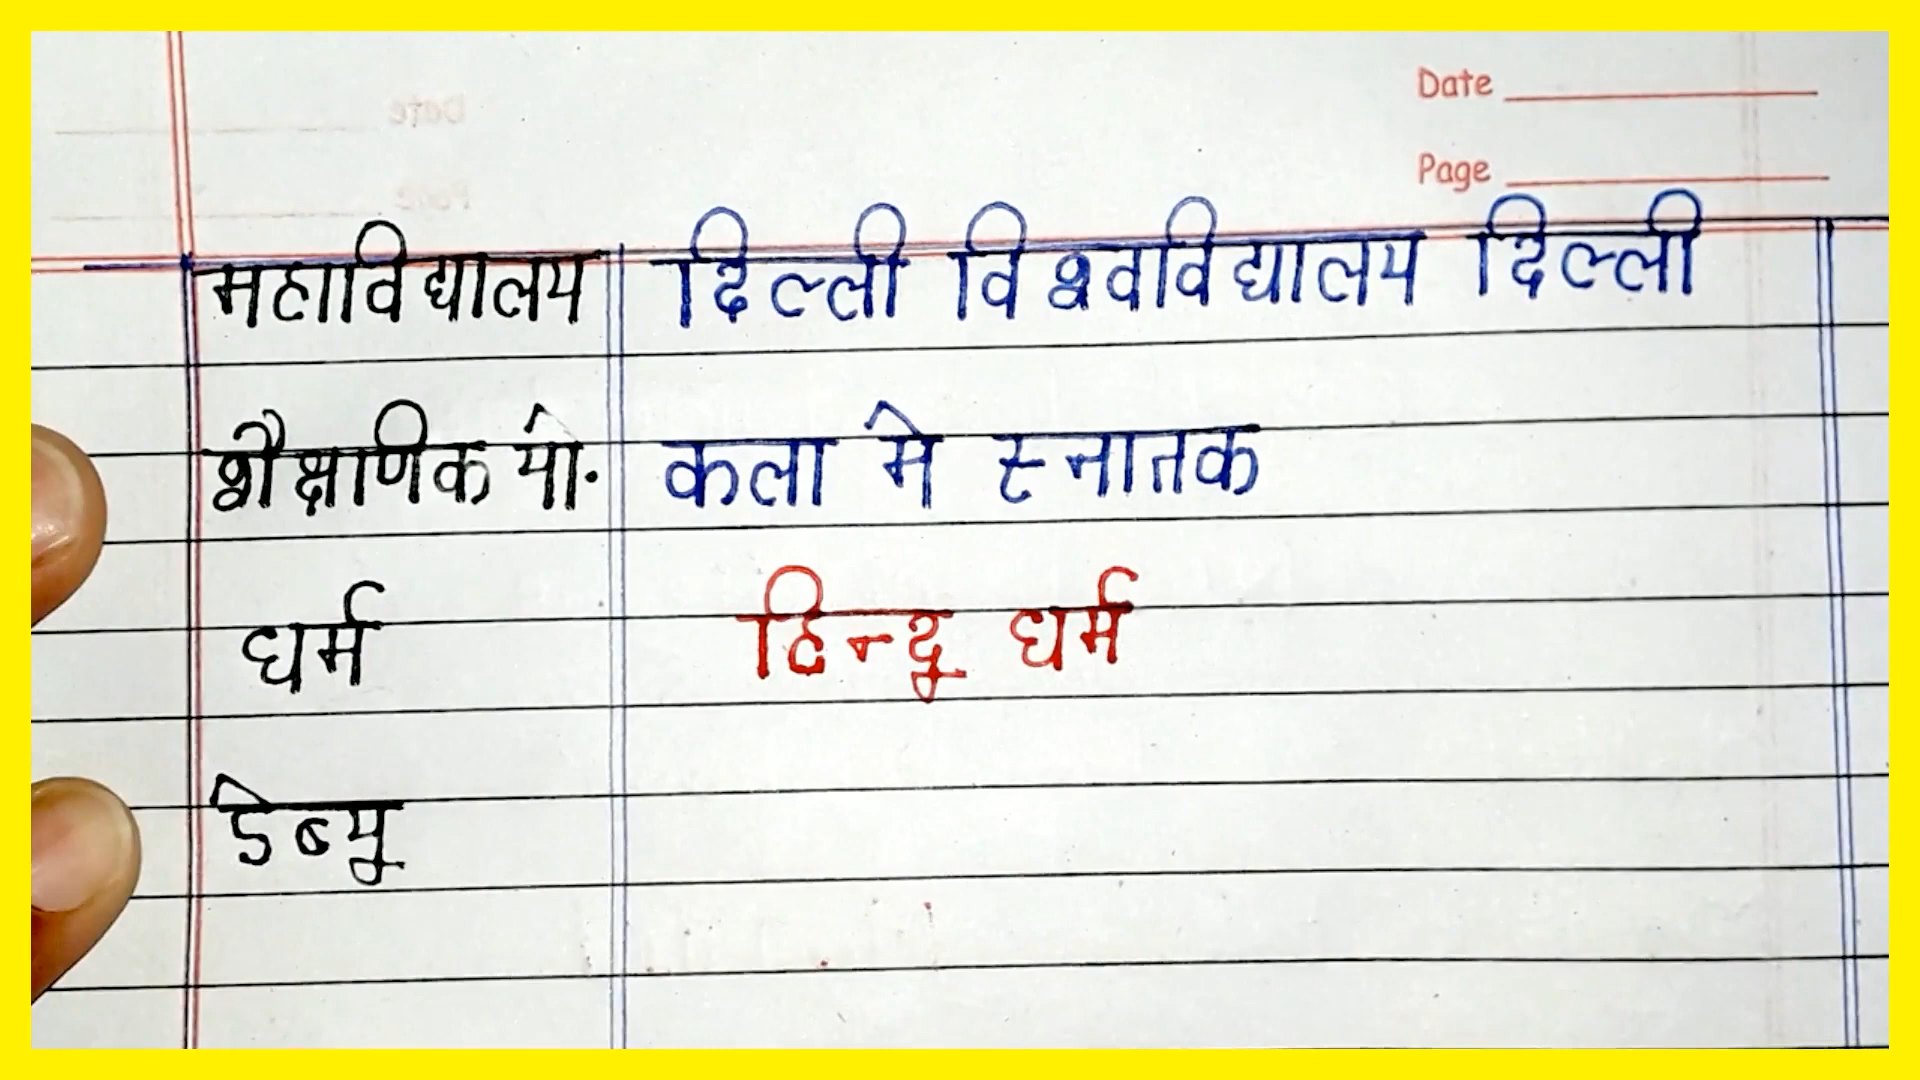 Date
Page
महाविद्यालय दिल्ली विश्वविद्यालय दिल्ली
शैक्षणिक यो. कला मे स्नातक
धर्म हिन्दू धर्म
डेब्यू